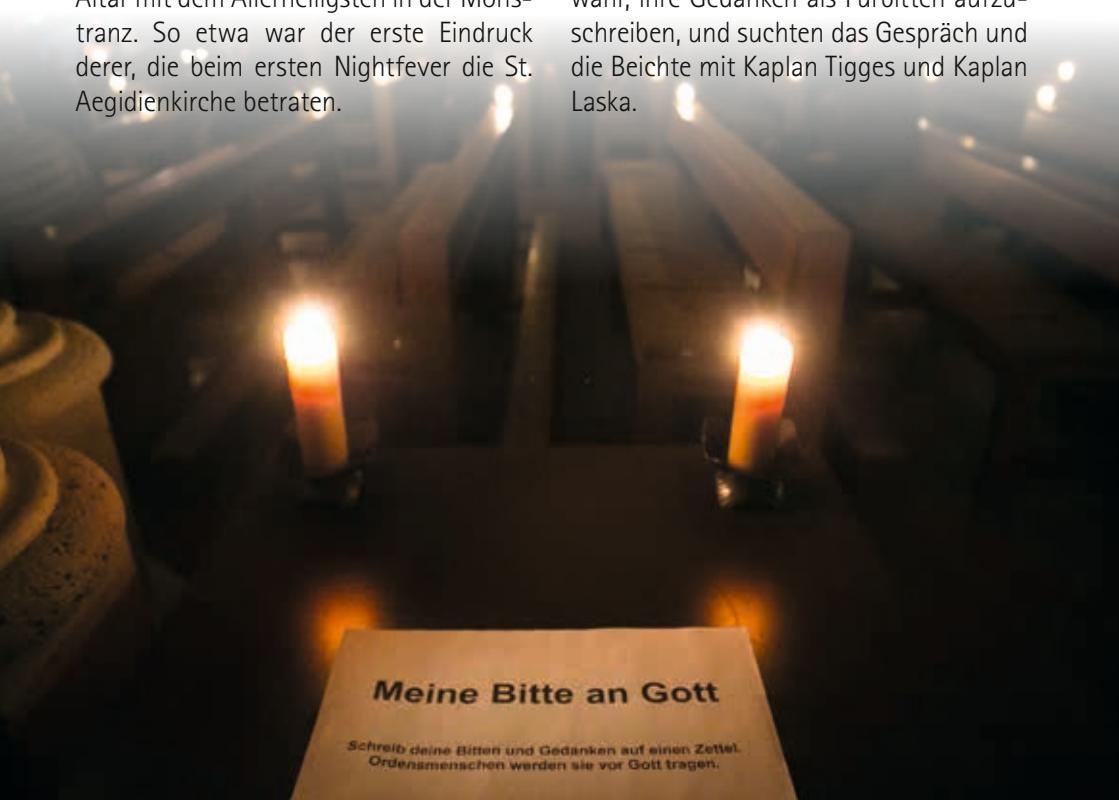 Altar mit dem Allerheiligsten in der Mons-
tranz. So etwa war der erste Eindruck
derer, die beim ersten Nightfever die St.
Aegidienkirche betraten.
wahr, ihre Gedanken als Fürbitten aufzu-
schreiben, und suchten das Gespräch und
die Beichte mit Kaplan Tigges und Kaplan
Laska.
Meine Bitte an Gott
Schreib deine Bitten und Gedanken auf einen Zettel.
Ordensmenschen werden sie vor Gott tragen.